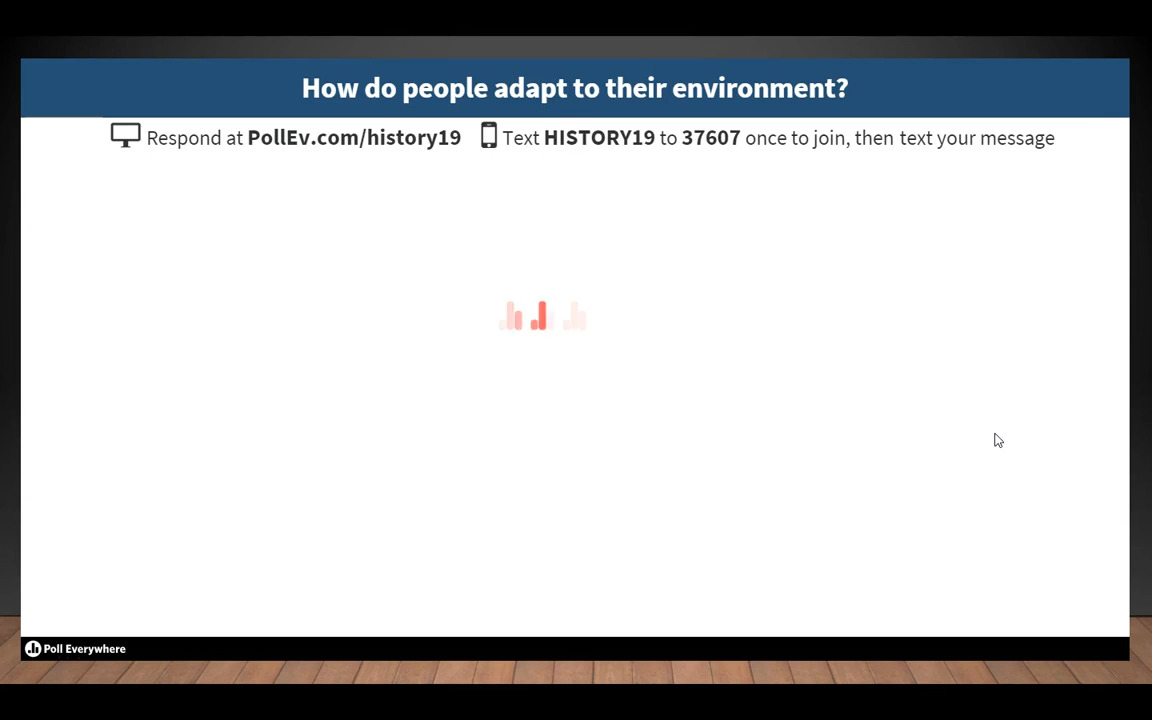 How do people adapt to their environment?
Respond at PollEv.com/history19 Text HISTORY19 to 37607 once to join, then text your message
Poll Everywhere